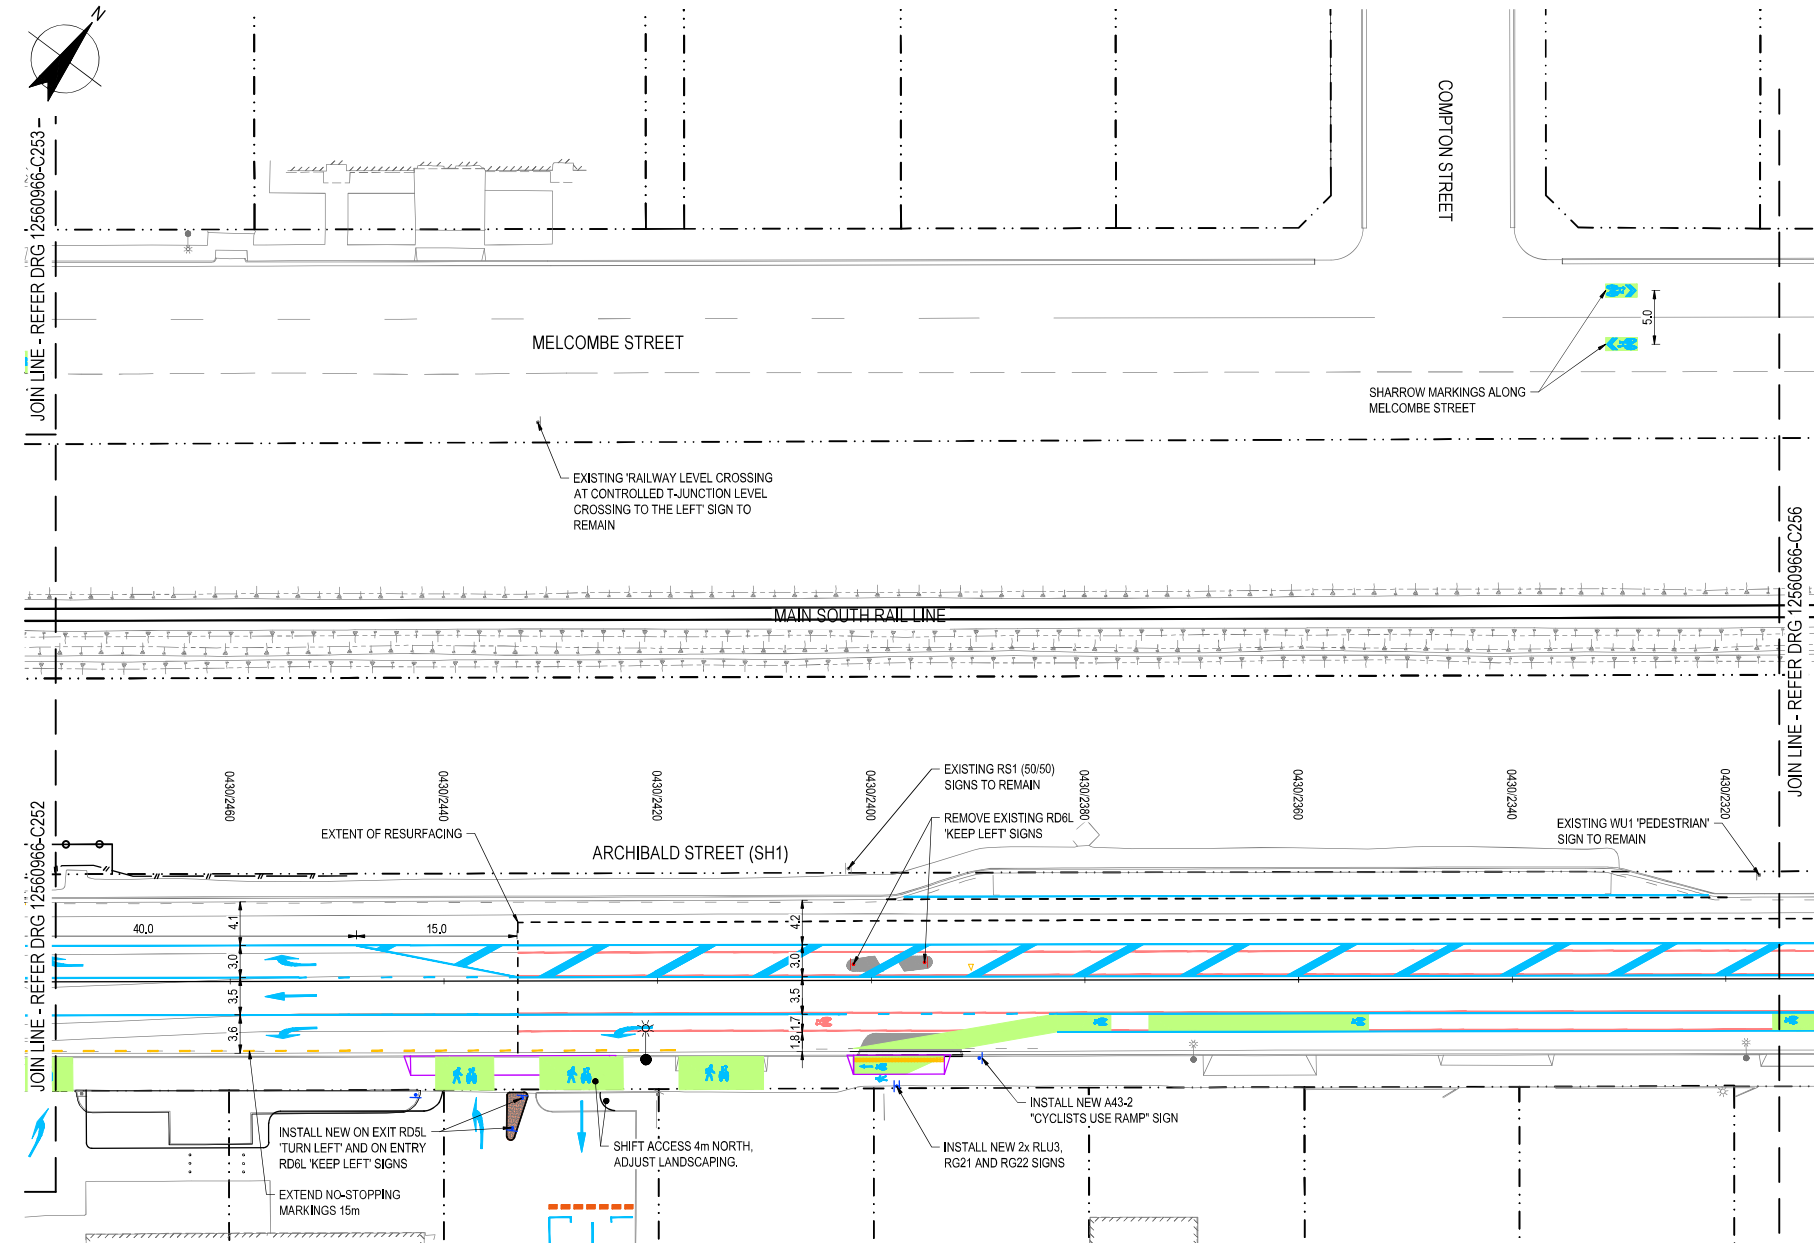 N
JOIN LINE - REFER DRG 12560966-C253
COMPTON STREET
MELCOMBE STREET
5.0
SHARROW MARKINGS ALONG
MELCOMBE STREET
EXISTING 'RAILWAY LEVEL CROSSING
AT CONTROLLED T-JUNCTION LEVEL
CROSSING TO THE LEFT' SIGN TO
REMAIN
MAIN SOUTH RAIL LINE
JOIN LINE - REFER DRG 12560966-C256
JOIN LINE - REFER DRG 12560966-C252
0430/2460
0430/2440
0430/2420
0430/2400
0430/2380
0430/2360
0430/2340
0430/2320
EXISTING RS1 (50/50)
SIGNS TO REMAIN
REMOVE EXISTING RD6L
'KEEP LEFT' SIGNS
EXTENT OF RESURFACING
ARCHIBALD STREET (SH1)
EXISTING WU1 'PEDESTRIAN'
SIGN TO REMAIN
40.0
15.0
4.1
3.0
3.5
3.6
4.2
3.0
3.5
1.7
1.8
INSTALL NEW ON EXIT RD5L
'TURN LEFT' AND ON ENTRY
RD6L 'KEEP LEFT' SIGNS
EXTEND NO-STOPPING
MARKINGS 15m
SHIFT ACCESS 4m NORTH,
ADJUST LANDSCAPING.
INSTALL NEW A43-2
"CYCLISTS USE RAMP" SIGN
INSTALL NEW 2x RLU3,
RG21 AND RG22 SIGNS